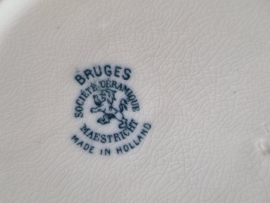 BRUGES
SOCIÉTÉ CÉRAMIQUE
MAESTRICHT
MADE IN HOLLAND